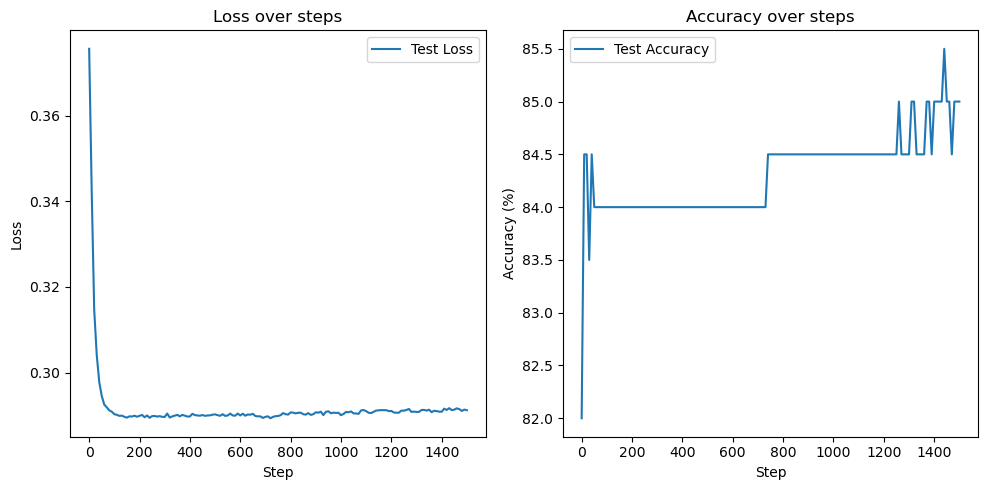 Loss over steps
Test Loss
0.36
0.34
0.32
0.30
Loss
0 200 400 600 800 1000 1200 1400
Step
Accuracy over steps
Test Accuracy
85.5
85.0
84.5
84.0
83.5
83.0
82.5
82.0
Accuracy (%)
0 200 400 600 800 1000 1200 1400
Step